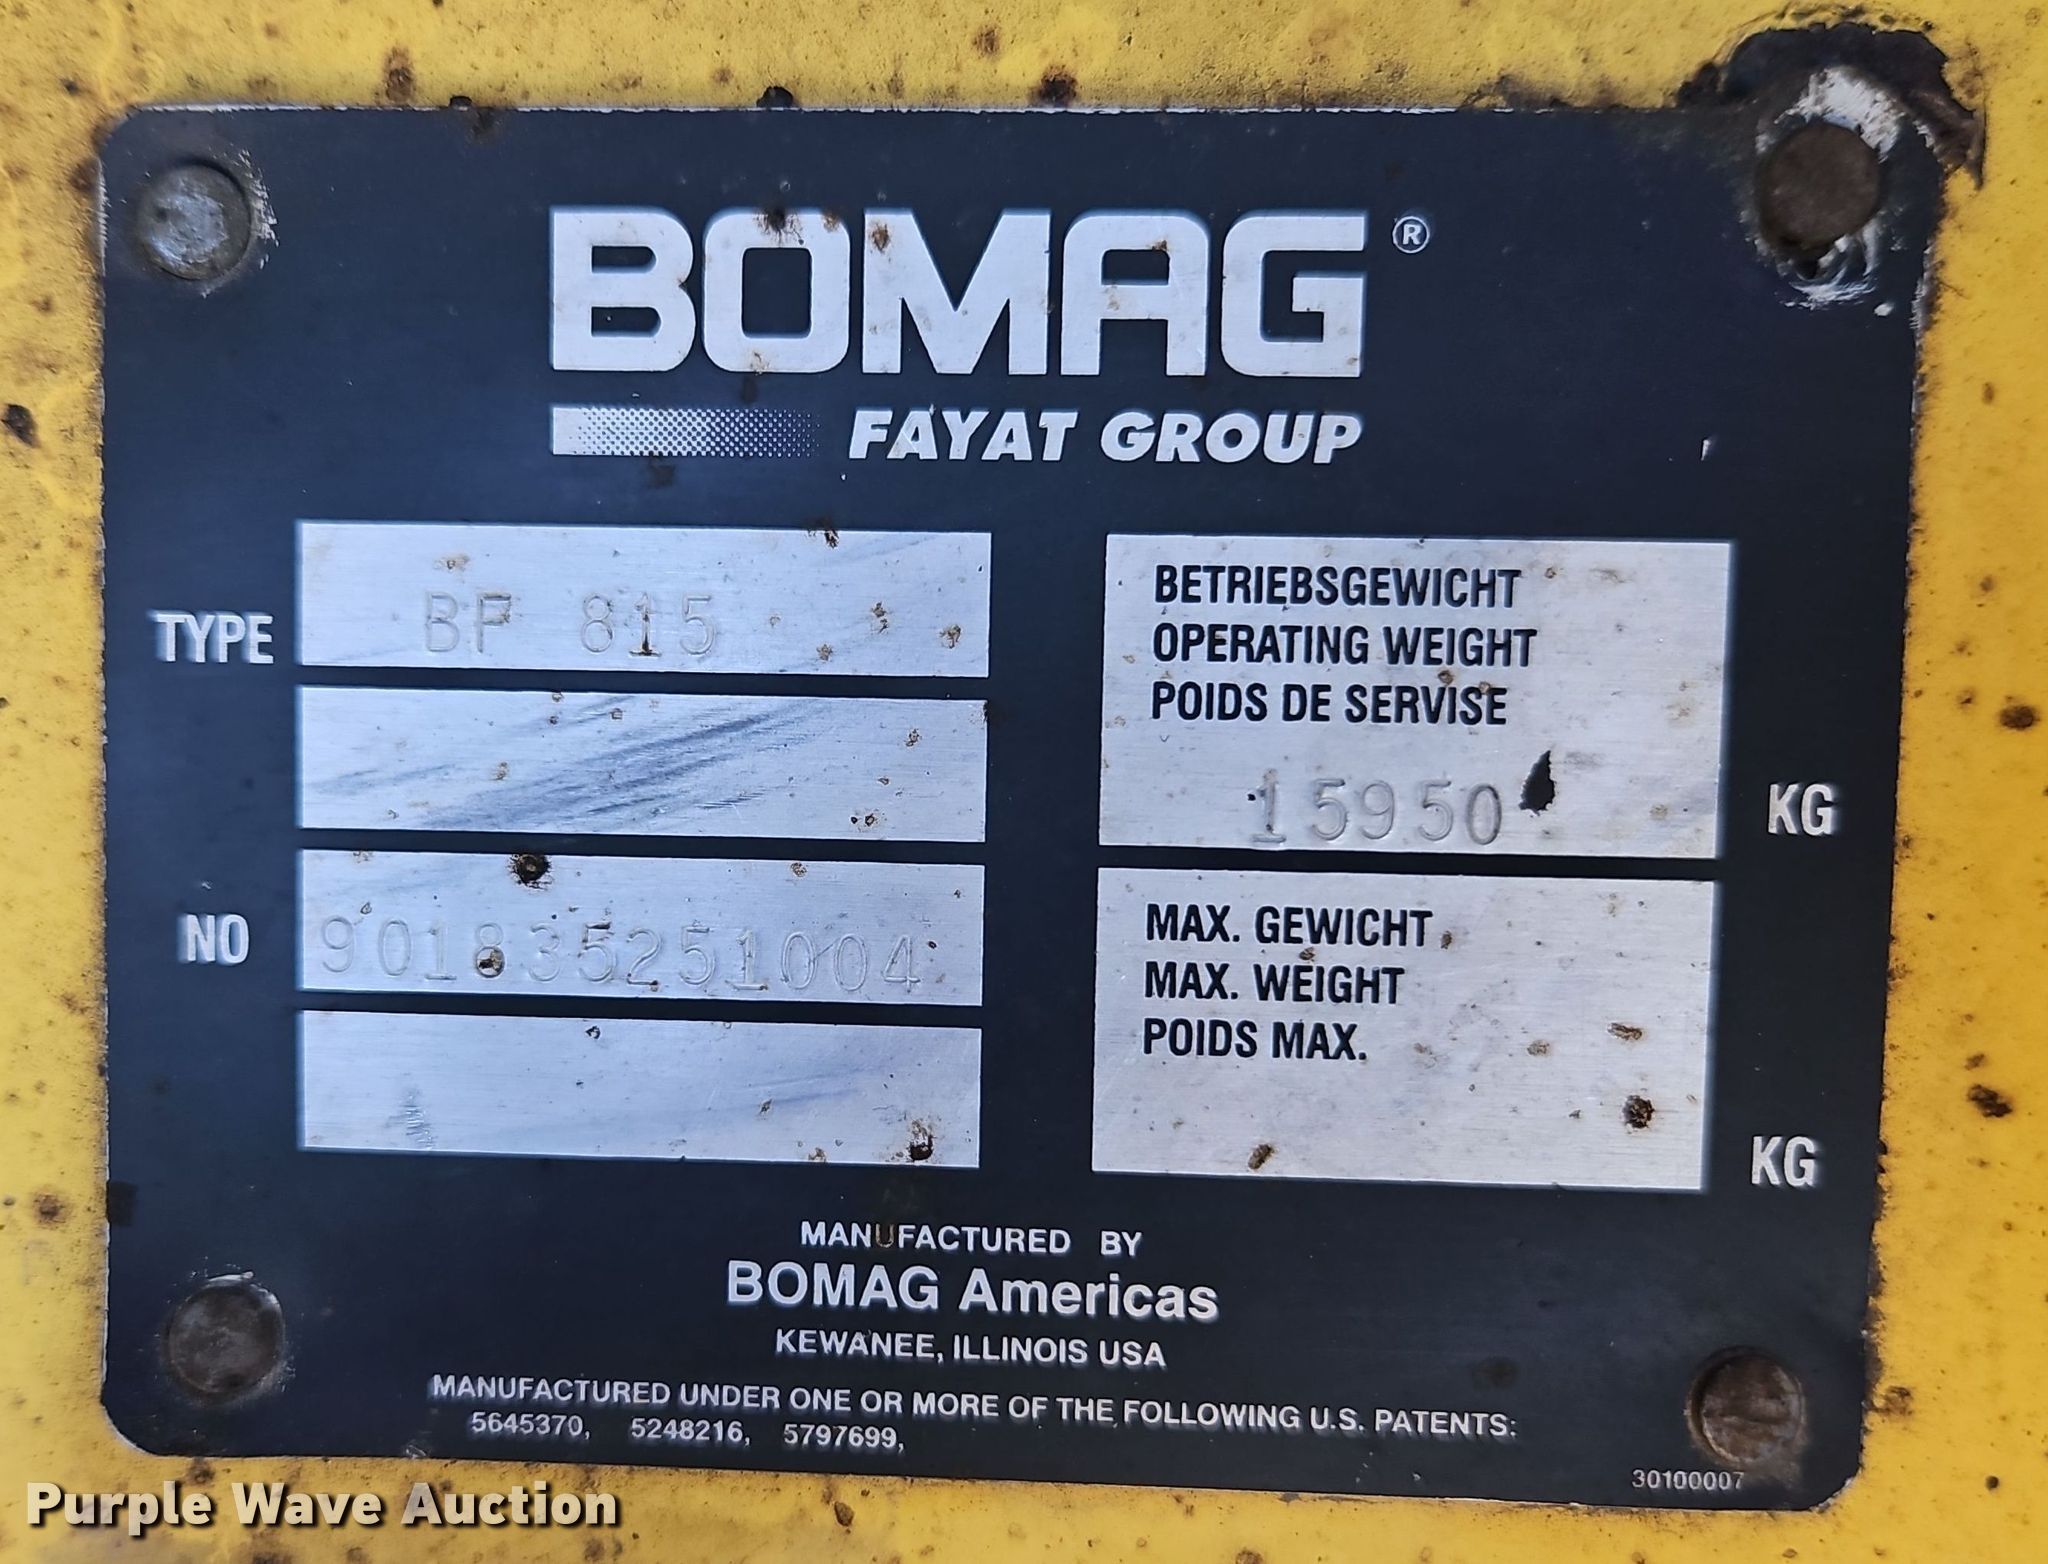 BOMAG®
FAYAT GROUP
TYPE BF 815
NO 901835251004
BETRIEBSGEWICHT
OPERATING WEIGHT
POIDS DE SERVISE
15950 KG
MAX. GEWICHT
MAX. WEIGHT
POIDS MAX.
KG
MANUFACTURED BY
BOMAG Americas
KEWANEE, ILLINOIS USA
MANUFACTURED UNDER ONE OR MORE OF THE FOLLOWING U.S. PATENTS:
5645370, 5248216, 5797699,
30100007
Purple Wave Auction